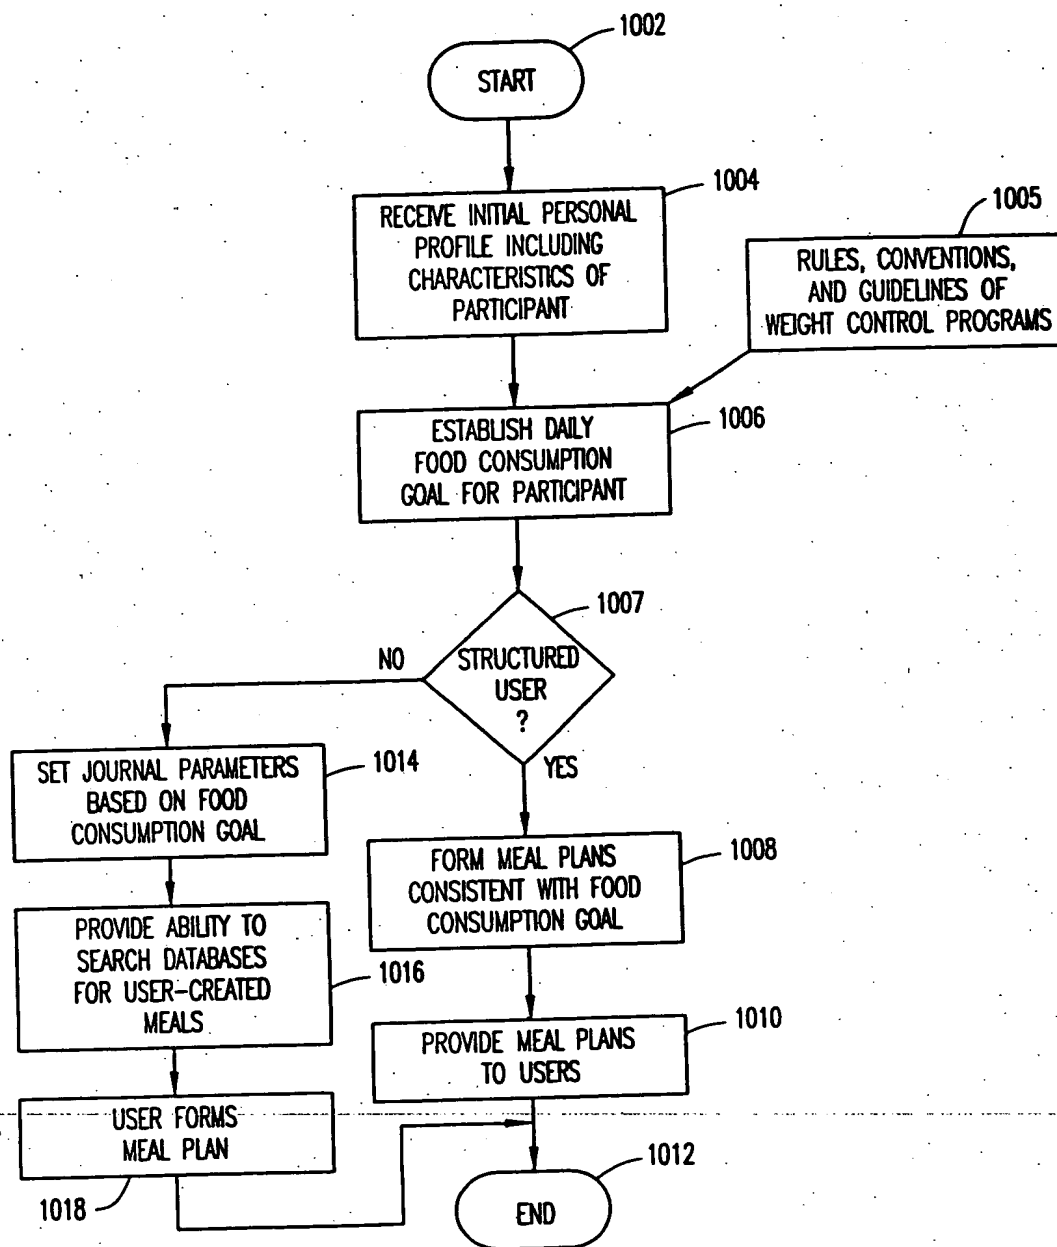 1002
START
1004
RECEIVE INITIAL PERSONAL
PROFILE INCLUDING
CHARACTERISTICS OF
PARTICIPANT
1005
RULES, CONVENTIONS,
AND GUIDELINES OF
WEIGHT CONTROL PROGRAMS
ESTABLISH DAILY
FOOD CONSUMPTION
GOAL FOR PARTICIPANT
1006
1007
STRUCTURED
USER
?
NO
YES
SET JOURNAL PARAMETERS
BASED ON FOOD
CONSUMPTION GOAL
1014
FORM MEAL PLANS
CONSISTENT WITH FOOD
CONSUMPTION GOAL
1008
PROVIDE ABILITY TO
SEARCH DATABASES
FOR USER-CREATED
MEALS
1016
PROVIDE MEAL PLANS
TO USERS
1010
USER FORMS
MEAL PLAN
1018
1012
END